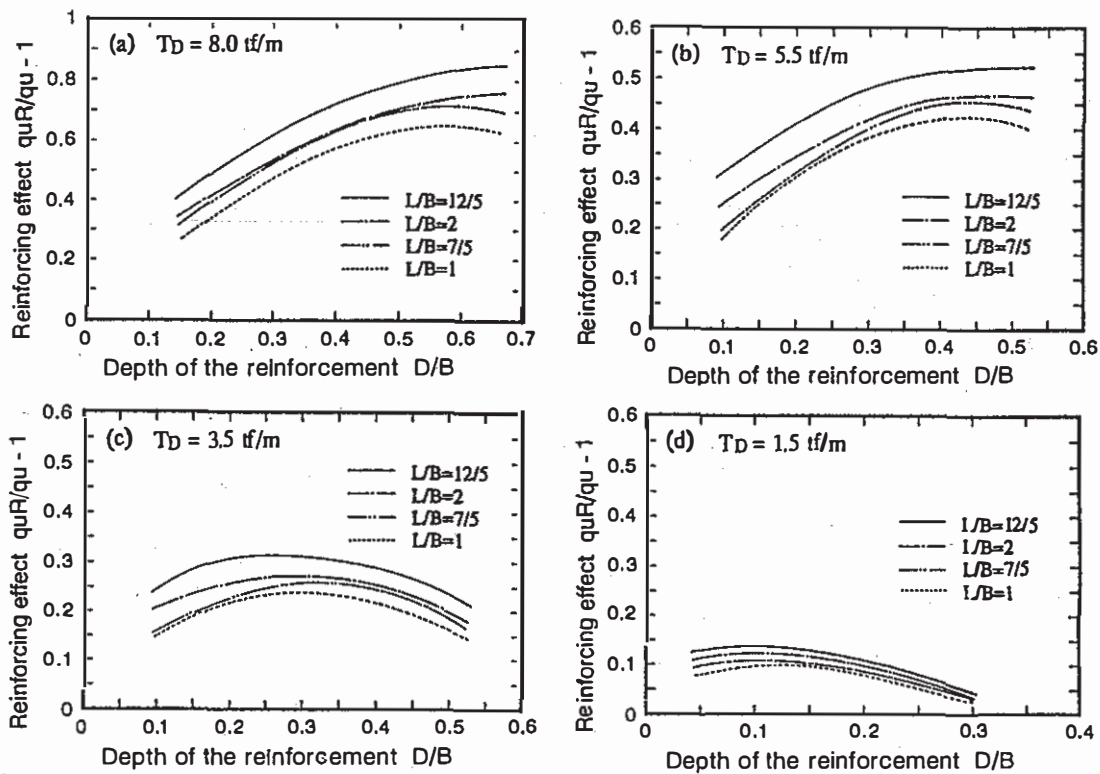 (a) TD = 8.0 tf/m
Reinforcing effect quR/qu - 1
1
0.8
0.6
0.4
0.2
0
L/B=12/5
L/B=2
L/B=7/5
L/B=1
0 0.1 0.2 0.3 0.4 0.5 0.6 0.7
Depth of the reinforcement D/B
(b) TD = 5.5 tf/m
Reinforcing effect quR/qu - 1
0.6
0.5
0.4
0.3
0.2
0.1
0
L/B=12/5
L/B=2
L/B=7/5
L/B=1
0 0.1 0.2 0.3 0.4 0.5 0.6
Depth of the reinforcement D/B
(c) TD = 3.5 tf/m
Reinforcing effect quR/qu - 1
0.6
0.5
0.4
0.3
0.2
0.1
0
L/B=12/5
L/B=2
L/B=7/5
L/B=1
0 0.1 0.2 0.3 0.4 0.5 0.6
Depth of the reinforcement D/B
(d) TD = 1.5 tf/m
Reinforcing effect quR/qu - 1
0.6
0.5
0.4
0.3
0.2
0.1
0
L/B=12/5
L/B=2
L/B=7/5
L/B=1
0 0.1 0.2 0.3 0.4
Depth of the reinforcement D/B